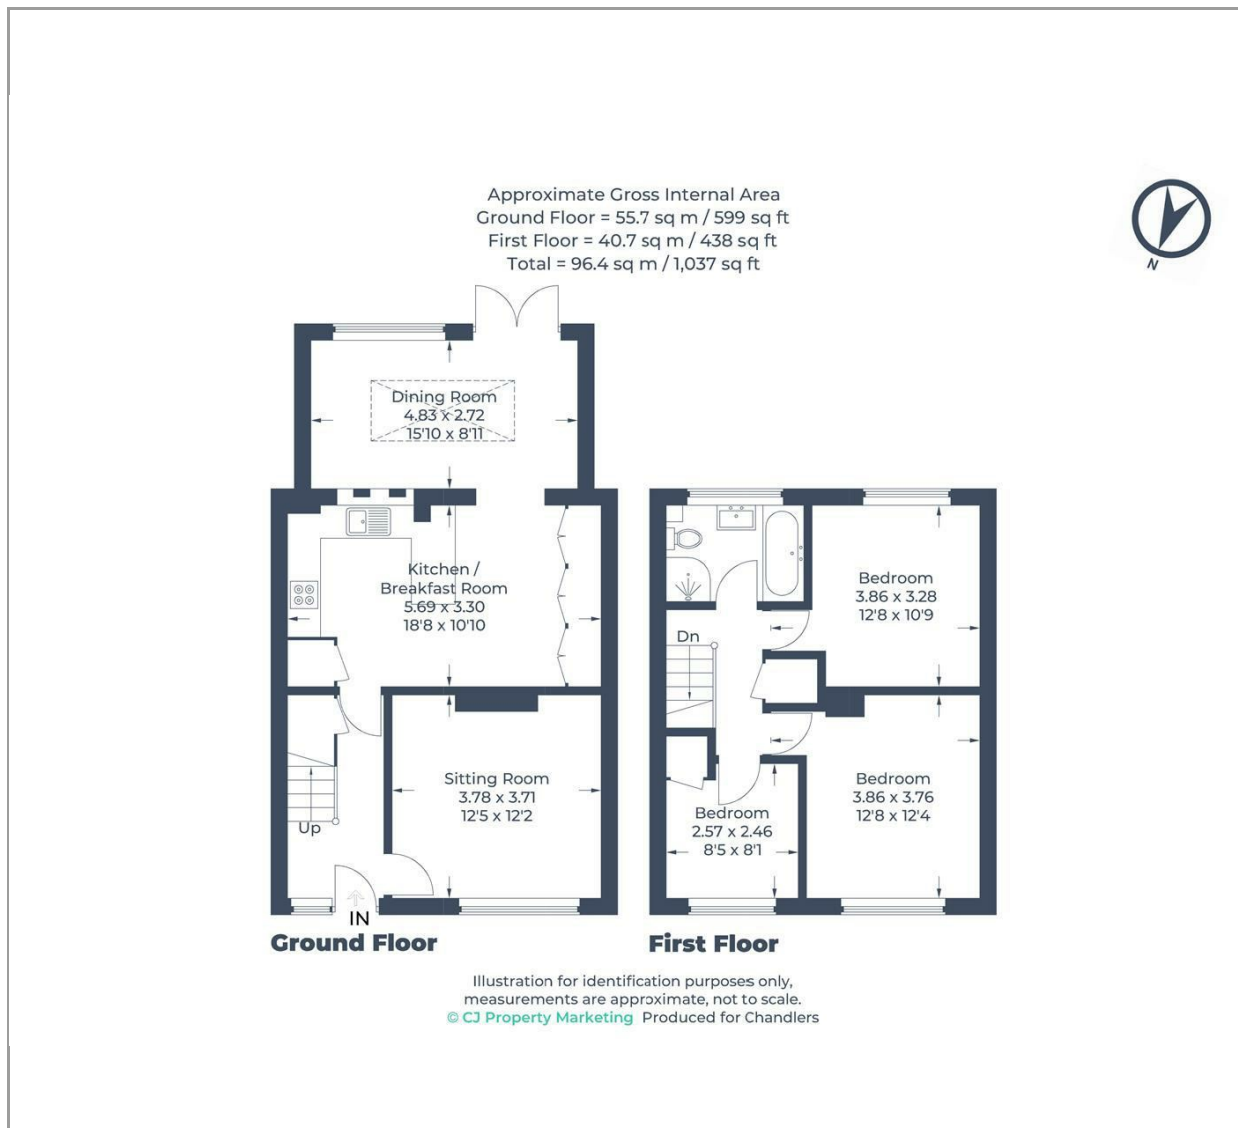 Approximate Gross Internal Area
Ground Floor = 55.7 sq m / 599 sq ft
First Floor = 40.7 sq m / 438 sq ft
Total = 96.4 sq m / 1,037 sq ft
N
Dining Room
4.83 x 2.72
15'10 x 8'11
Kitchen /
Breakfast Room
5.69 x 3.30
18'8 x 10'10
Sitting Room
3.78 x 3.71
12'5 x 12'2
Up
IN
Ground Floor
Bedroom
3.86 x 3.28
12'8 x 10'9
Dn
Bedroom
3.86 x 3.76
12'8 x 12'4
Bedroom
2.57 x 2.46
8'5 x 8'1
First Floor
Illustration for identification purposes only,
measurements are approximate, not to scale.
© CJ Property Marketing Produced for Chandlers